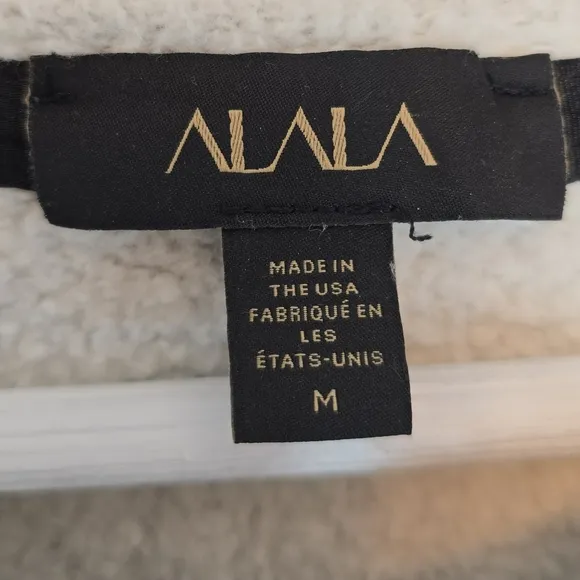 ALALA
MADE IN
THE USA
FABRIQUÉ EN
LES
ÉTATS-UNIS
M